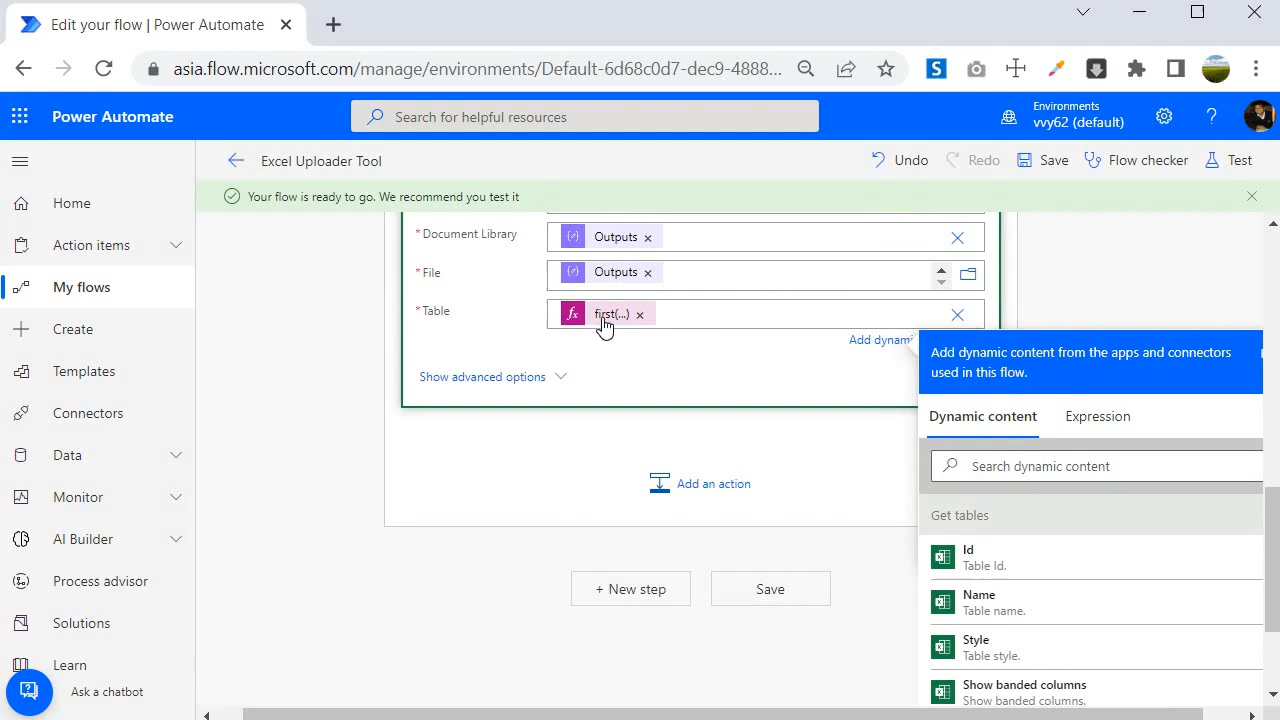 Edit your flow | Power Automate
asia.flow.microsoft.com/manage/environments/Default-6d68c0d7-dec9-4888...
S
Power Automate
Search for helpful resources
Environments
vvy62 (default)
?
Excel Uploader Tool
Undo
Redo
Save
Flow checker
Test
Your flow is ready to go. We recommend you test it
Home
Action items
My flows
Create
Templates
Connectors
Data
Monitor
AI Builder
Process advisor
Solutions
Learn
Ask a chatbot
* Document Library
Outputs
* File
Outputs
* Table
fx first(...)
Add dynami
Show advanced options
Add an action
+ New step
Save
Add dynamic content from the apps and connectors
used in this flow.
Dynamic content
Expression
Search dynamic content
Get tables
Id
Table Id.
Name
Table name.
Style
Table style.
Show banded columns
Show banded columns.